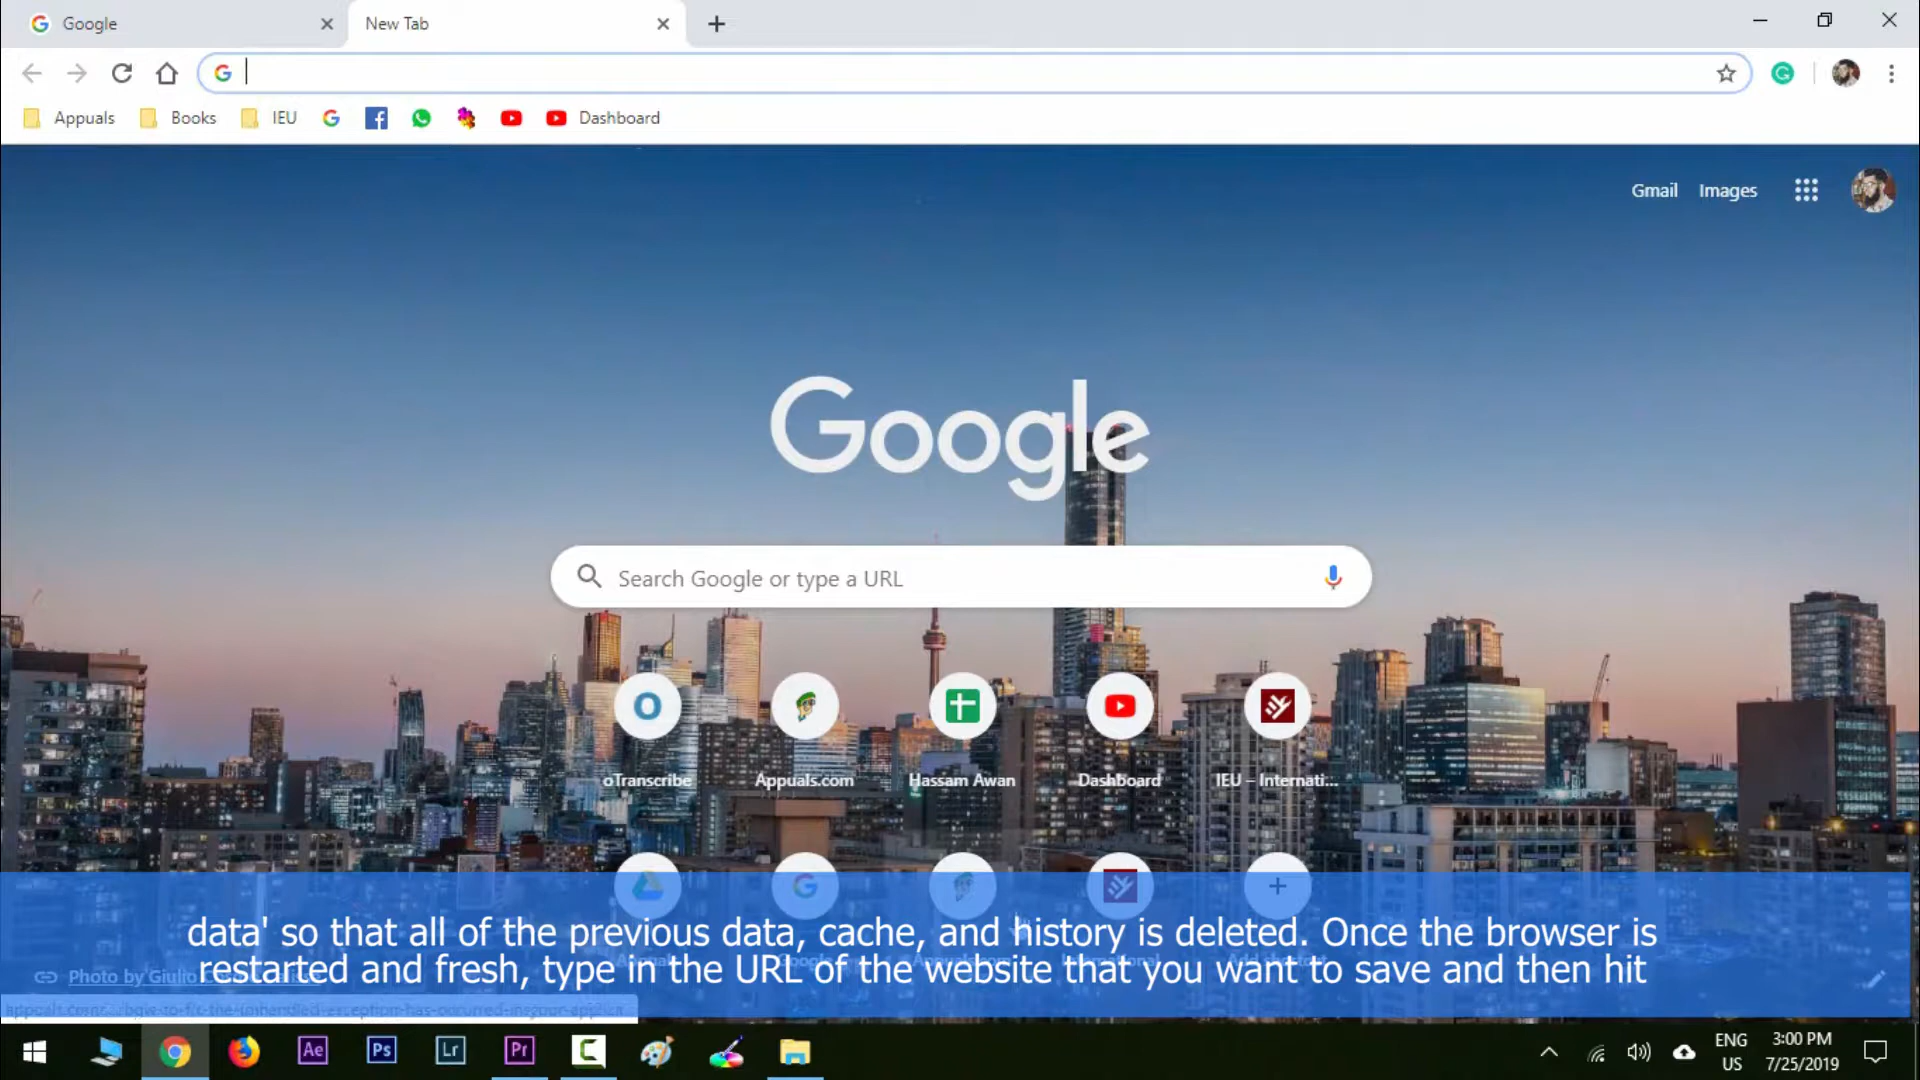 Google
New Tab
Appuals
Books
IEU
Dashboard
Gmail
Images
Google
Search Google or type a URL
oTranscribe
Appuals.com
Hassam Awan
Dashboard
IEU – Internati...
data' so that all of the previous data, cache, and history is deleted. Once the browser is
restarted and fresh, type in the URL of the website that you want to save and then hit
Photo by Giulio
Ae
Ps
Lr
Pr
ENG
US
3:00 PM
7/25/2019